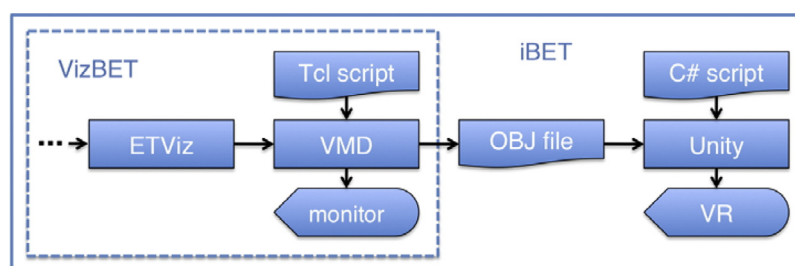 VizBET
Tcl script
iBET
C# script
ETViz
VMD
OBJ file
Unity
monitor
VR